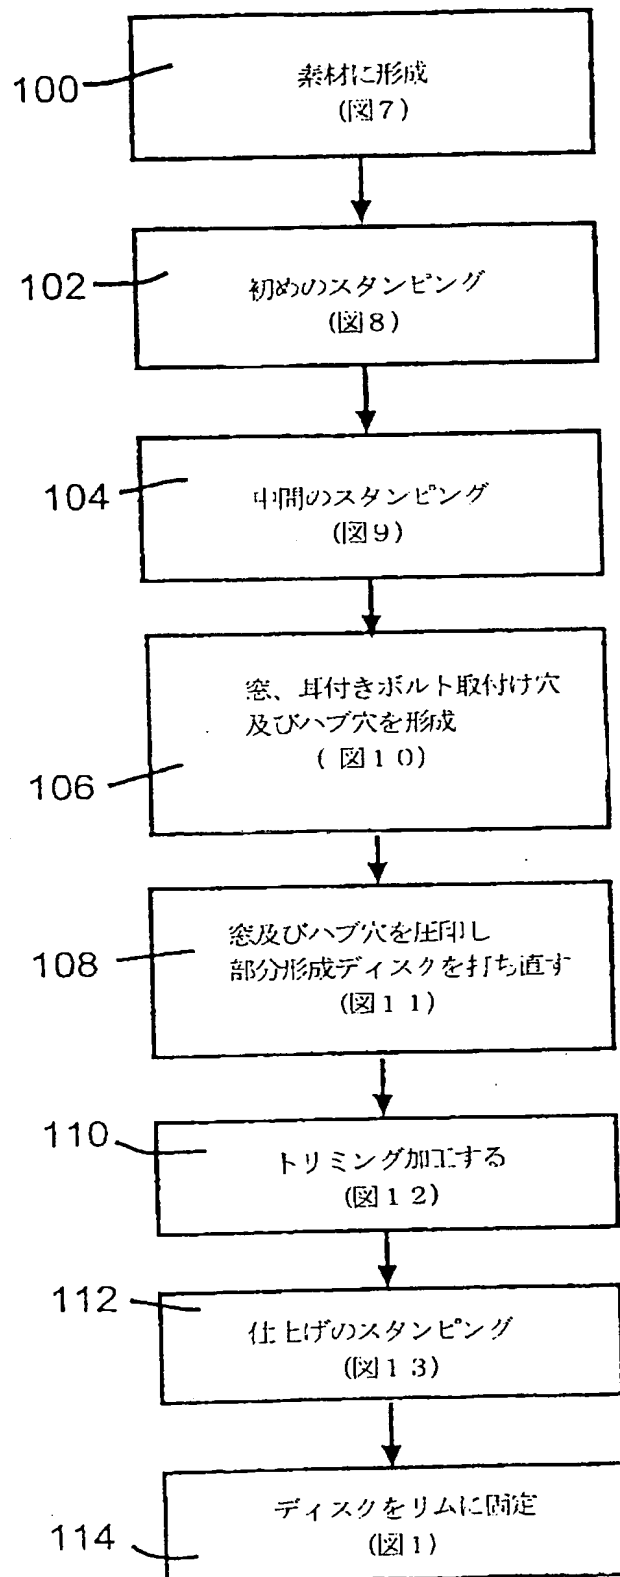 100
素材に形成
(図7)
102
初めのスタンピング
(図8)
104
中間のスタンピング
(図9)
106
窓、耳付きボルト取付け穴
及びハブ穴を形成
(図10)
108
窓及びハブ穴を圧印し
部分形成ディスクを打ち直す
(図11)
110
トリミング加工する
(図12)
112
仕上げのスタンピング
(図13)
114
ディスクをリムに固定
(図1)